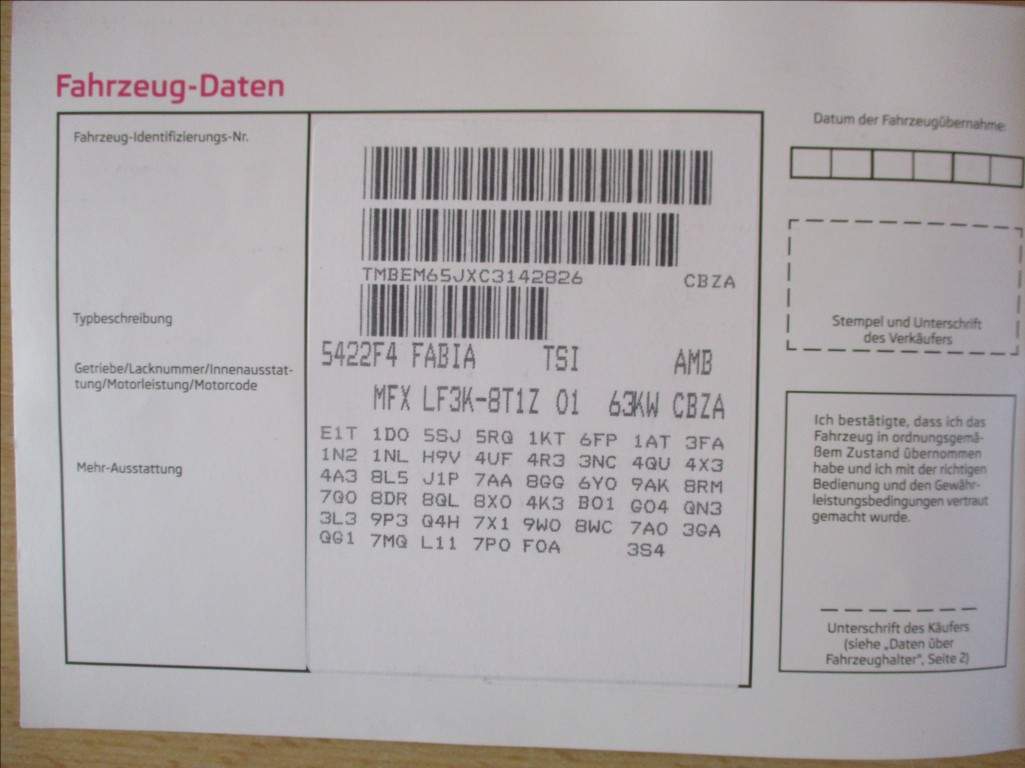 Fahrzeug-Daten
Fahrzeug-Identifizierungs-Nr.
TMBEM65JXC3142826 CBZA
Typbeschreibung
5422F4 FABIA TSI AMB
Getriebe/Lacknummer/Innenausstat-
tung/Motorleistung/Motorcode
MFX LF3K-8T1Z 01 63KW CBZA
Mehr-Ausstattung
E1T 1D0 5SJ 5RQ 1KT 6FP 1AT 3FA
1N2 1NL H9V 4UF 4R3 3NC 4QU 4X3
4A3 8L5 J1P 7AA 8GG 6Y0 9AK 8RM
7Q0 8DR 8QL 8X0 4K3 B01 G04 QN3
3L3 9P3 Q4H 7X1 9W0 8WC 7A0 3GA
QG1 7MQ L11 7P0 F0A 3S4
Datum der Fahrzeugübernahme:
Stempel und Unterschrift
des Verkäufers
Ich bestätigte, dass ich das
Fahrzeug in ordnungsgemä-
ßem Zustand übernommen
habe und ich mit der richtigen
Bedienung und den Gewähr-
leistungsbedingungen vertraut
gemacht wurde.
Unterschrift des Käufers
(siehe „Daten über
Fahrzeughalter“, Seite 2)